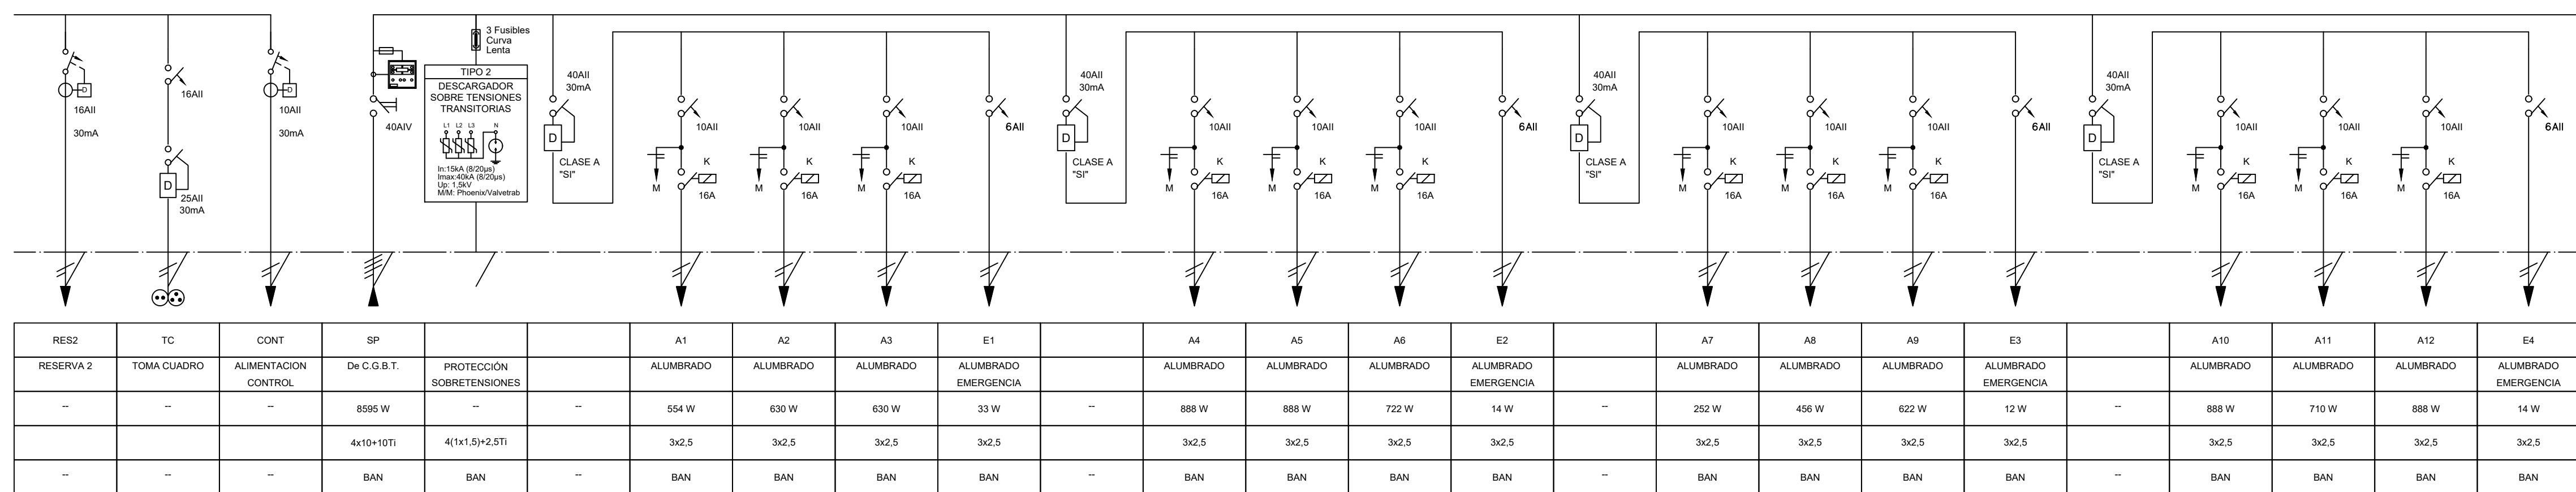 3 Fusibles
Curva
Lenta
TIPO 2
DESCARGADOR
SOBRE TENSIONES
TRANSITORIAS
L1 L2 L3 N
In:15kA (8/20µs)
Imax:40kA (8/20µs)
Up: 1,5kV
M/M: Phoenix/Valvetrab
D
16AII
30mA
16AII
D
25AII
30mA
D
10AII
30mA
40AIV
40AII
30mA
D
CLASE A
"SI"
10AII
K
M
16A
10AII
K
M
16A
10AII
K
M
16A
6AII
40AII
30mA
D
CLASE A
"SI"
10AII
K
M
16A
10AII
K
M
16A
10AII
K
M
16A
6AII
40AII
30mA
D
CLASE A
"SI"
10AII
K
M
16A
10AII
K
M
16A
10AII
K
M
16A
6AII
40AII
30mA
D
CLASE A
"SI"
10AII
K
M
16A
10AII
K
M
16A
10AII
K
M
16A
6AII
RES2 TC CONT SP A1 A2 A3 E1 A4 A5 A6 E2 A7 A8 A9 E3 A10 A11 A12 E4
RESERVA 2 TOMA CUADRO ALIMENTACION De C.G.B.T. PROTECCIÓN ALUMBRADO ALUMBRADO ALUMBRADO ALUMBRADO ALUMBRADO ALUMBRADO ALUMBRADO ALUMBRADO ALUMBRADO ALUMBRADO ALUMBRADO ALUMBRADO ALUMBRADO ALUMBRADO ALUMBRADO ALUMBRADO
CONTROL SOBRETENSIONES EMERGENCIA EMERGENCIA EMERGENCIA EMERGENCIA
-- -- -- 8595 W -- -- 554 W 630 W 630 W 33 W -- 888 W 888 W 722 W 14 W -- 252 W 456 W 622 W 12 W -- 888 W 710 W 888 W 14 W
4x10+10Ti 4(1x1,5)+2,5Ti 3x2,5 3x2,5 3x2,5 3x2,5 3x2,5 3x2,5 3x2,5 3x2,5 3x2,5 3x2,5 3x2,5 3x2,5 3x2,5 3x2,5 3x2,5 3x2,5
-- -- -- BAN BAN -- BAN BAN BAN BAN -- BAN BAN BAN BAN -- BAN BAN BAN BAN -- BAN BAN BAN BAN